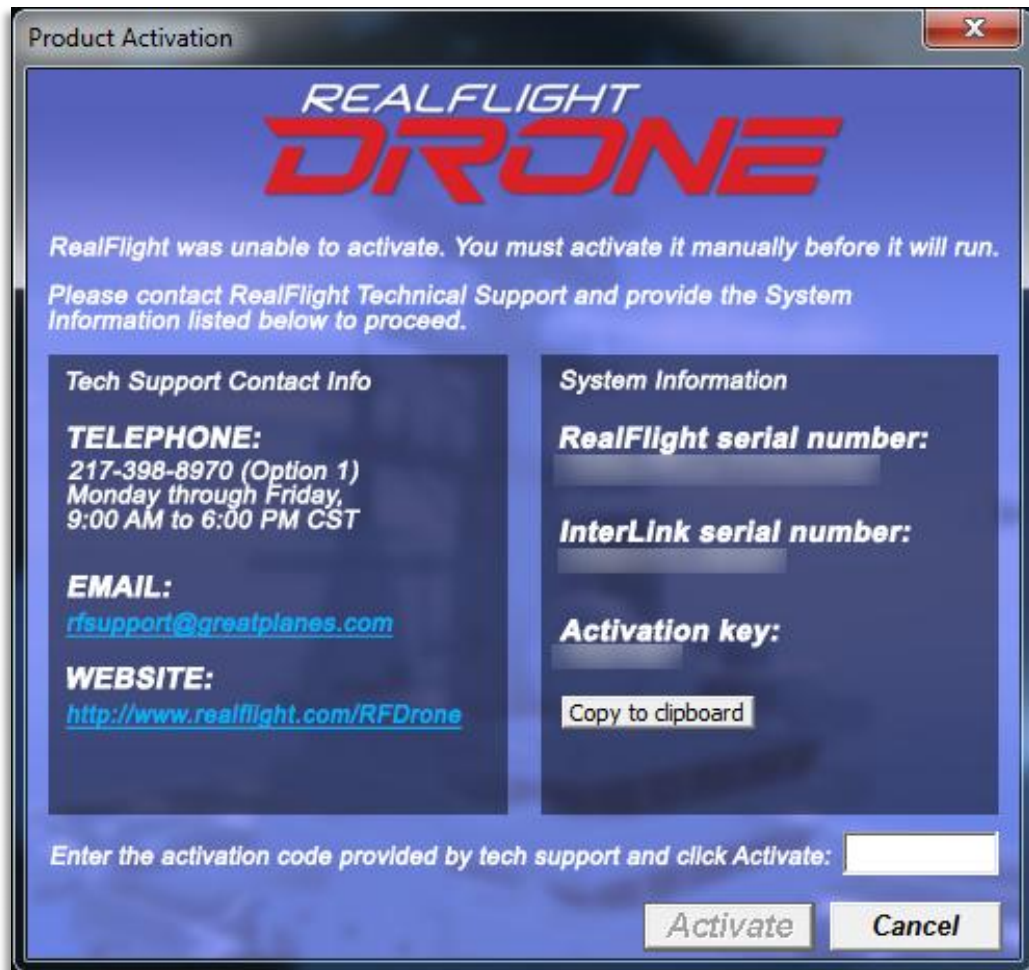 Product Activation
REALFLIGHT
DRONE
RealFlight was unable to activate. You must activate it manually before it will run.
Please contact RealFlight Technical Support and provide the System
Information listed below to proceed.
Tech Support Contact Info
TELEPHONE:
217-398-8970 (Option 1)
Monday through Friday,
9:00 AM to 6:00 PM CST
EMAIL:
rfsupport@greatplanes.com
WEBSITE:
http://www.realflight.com/RFDrone
System Information
RealFlight serial number:
InterLink serial number:
Activation key:
Copy to clipboard
Enter the activation code provided by tech support and click Activate:
Activate
Cancel